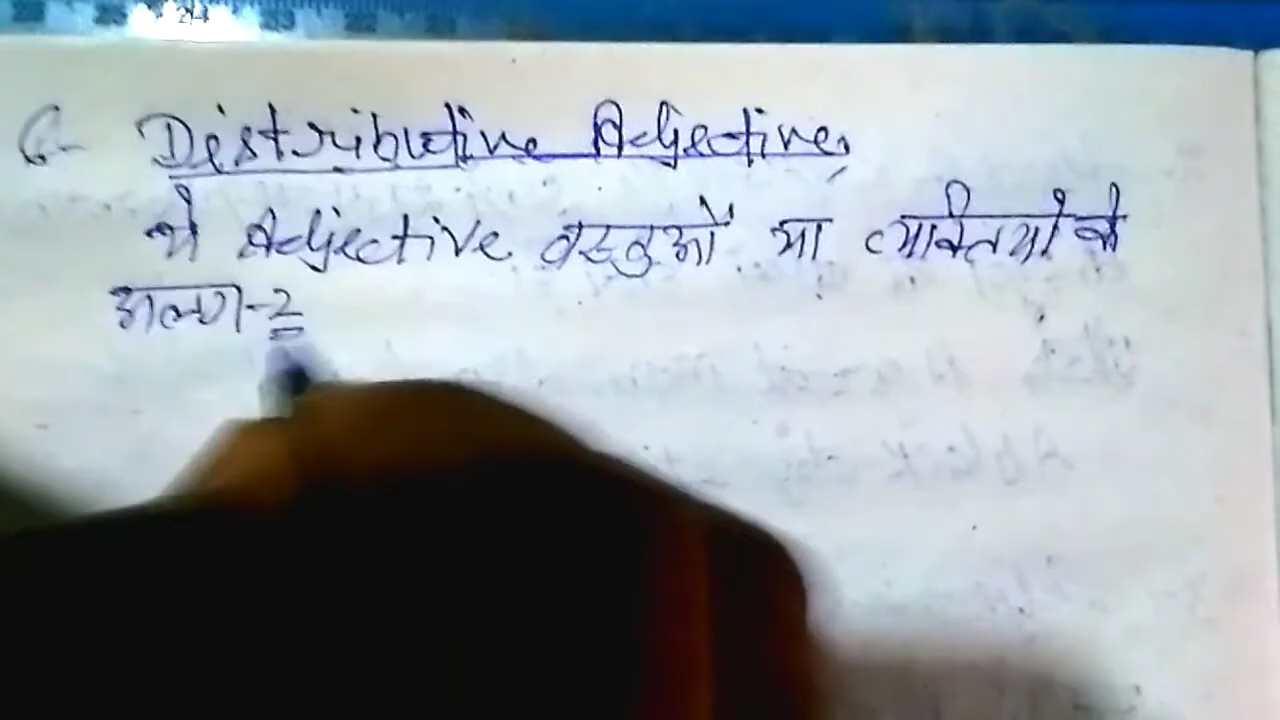 6- Distributive Adjective,
ये Adjective वस्तुओं या व्यक्तियों को
अलग-2